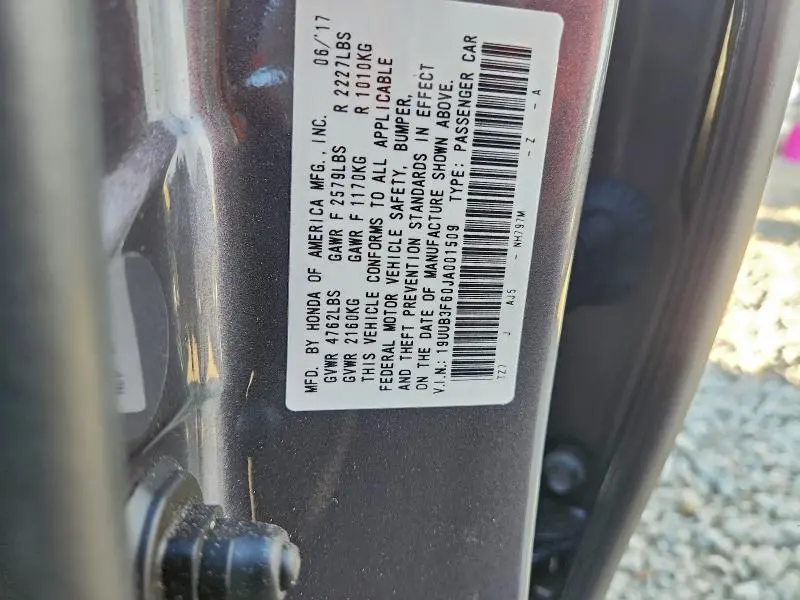 MFD. BY HONDA OF AMERICA MFG., INC. 06/'17
GVWR 4762LBS GAWR F 2579LBS R 2227LBS
GVWR 2160KG GAWR F 1170KG R 1010KG
THIS VEHICLE CONFORMS TO ALL APPLICABLE
FEDERAL MOTOR VEHICLE SAFETY, BUMPER,
AND THEFT PREVENTION STANDARDS IN EFFECT
ON THE DATE OF MANUFACTURE SHOWN ABOVE.
V.I.N.: 19UUB3F60JA001509 TYPE: PASSENGER CAR
TZ7 J AJ5 - NH797M - Z - A